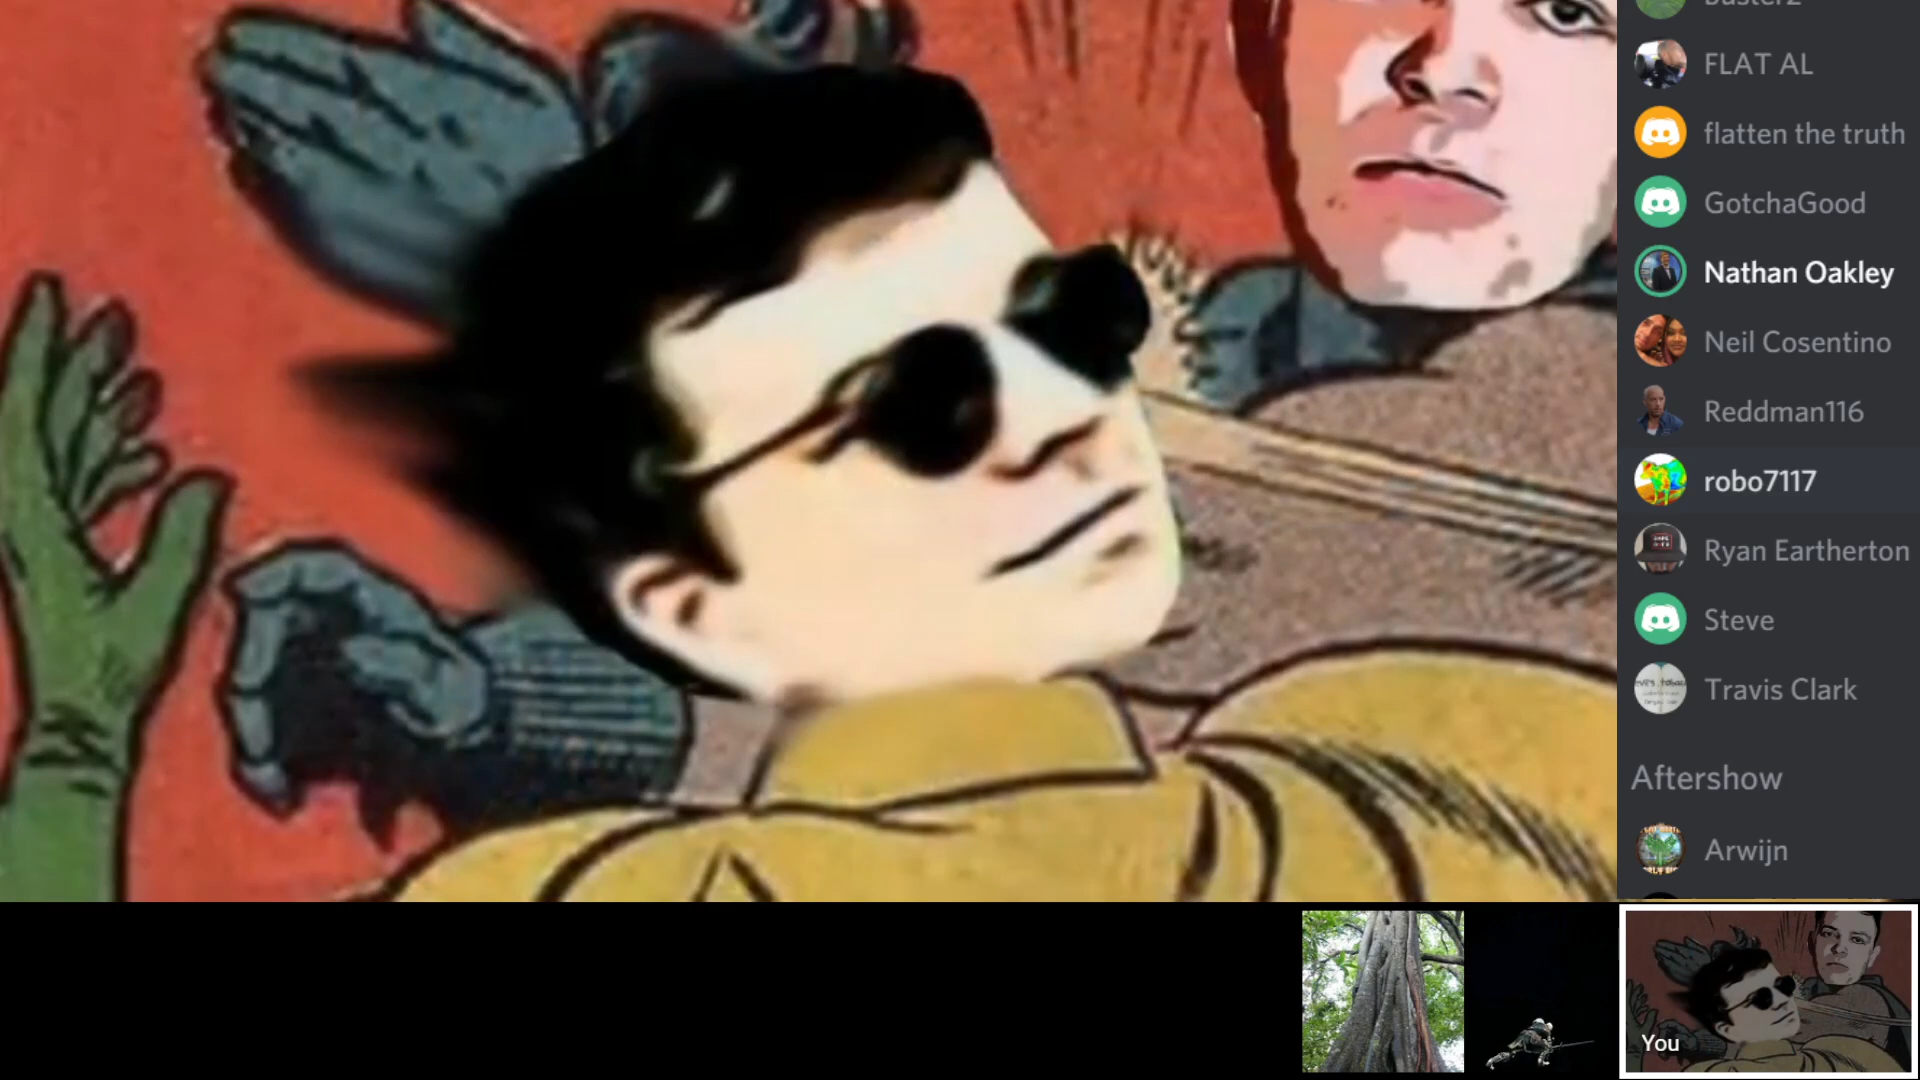 buster2
FLAT AL
flatten the truth
GotchaGood
Nathan Oakley
Neil Cosentino
Reddman116
robo7117
Ryan Eartherton
Steve
Travis Clark
Aftershow
Arwijn
You